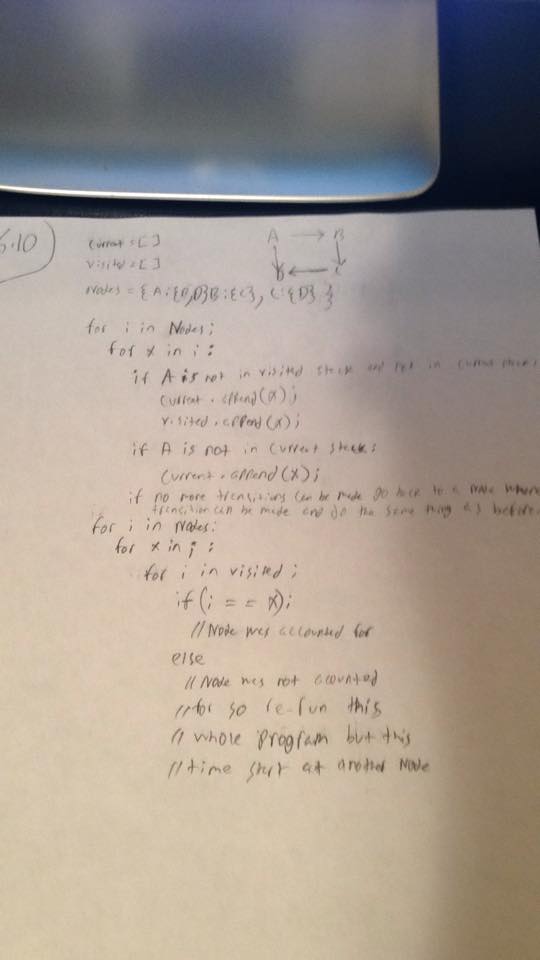 5.10)
current = []
visited = []
A → B
D ← C
Nodes = {A:{B,D}B:{C}, C:{D}}
for i in Nodes:
for x in i:
if A is not in visited stack and not in current stack:
current.append(x);
visited.append(x);
if A is not in current stack:
current.append(x);
if no more transitions can be made go back to a node where
transition can be made and do the same thing as before.
for i in Nodes:
for x in i:
for i in visited;
if(i == x);
//Node was accounted for
else
//Node was not acounted
//for so re-run this
//whole program but this
//time start at another Node